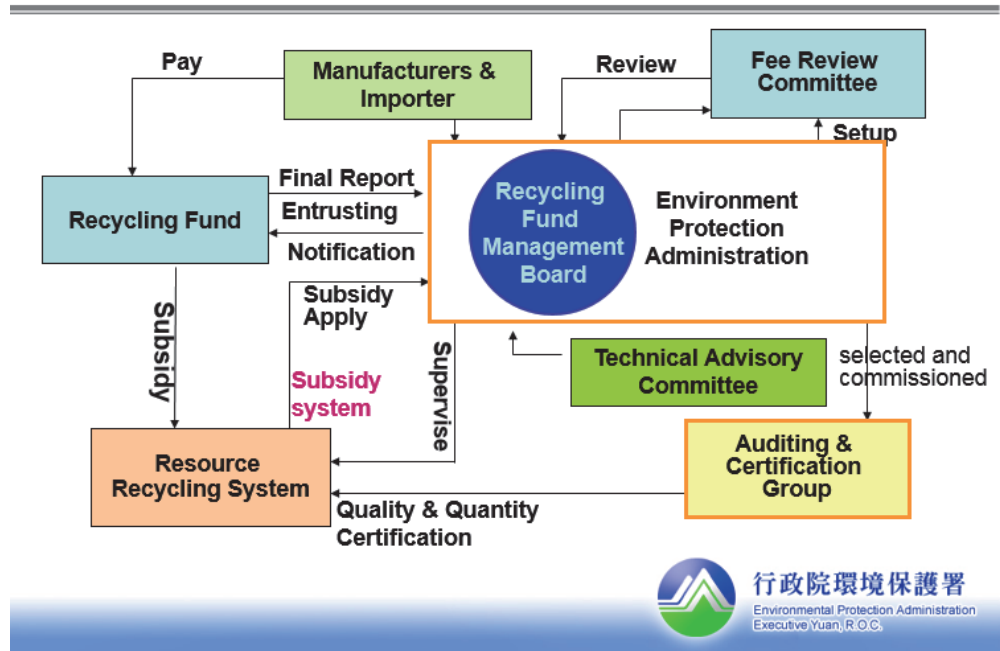 Pay
Manufacturers &
Importer
Review
Fee Review
Committee
Setup
Recycling Fund
Final Report
Entrusting
Notification
Recycling
Fund
Management
Board
Environment
Protection
Administration
Subsidy
Subsidy
Apply
Subsidy
system
Supervise
Technical Advisory
Committee
selected and
commissioned
Resource
Recycling System
Quality & Quantity
Certification
Auditing &
Certification
Group
行政院環境保護署
Environmental Protection Administration
Executive Yuan, R.O.C.